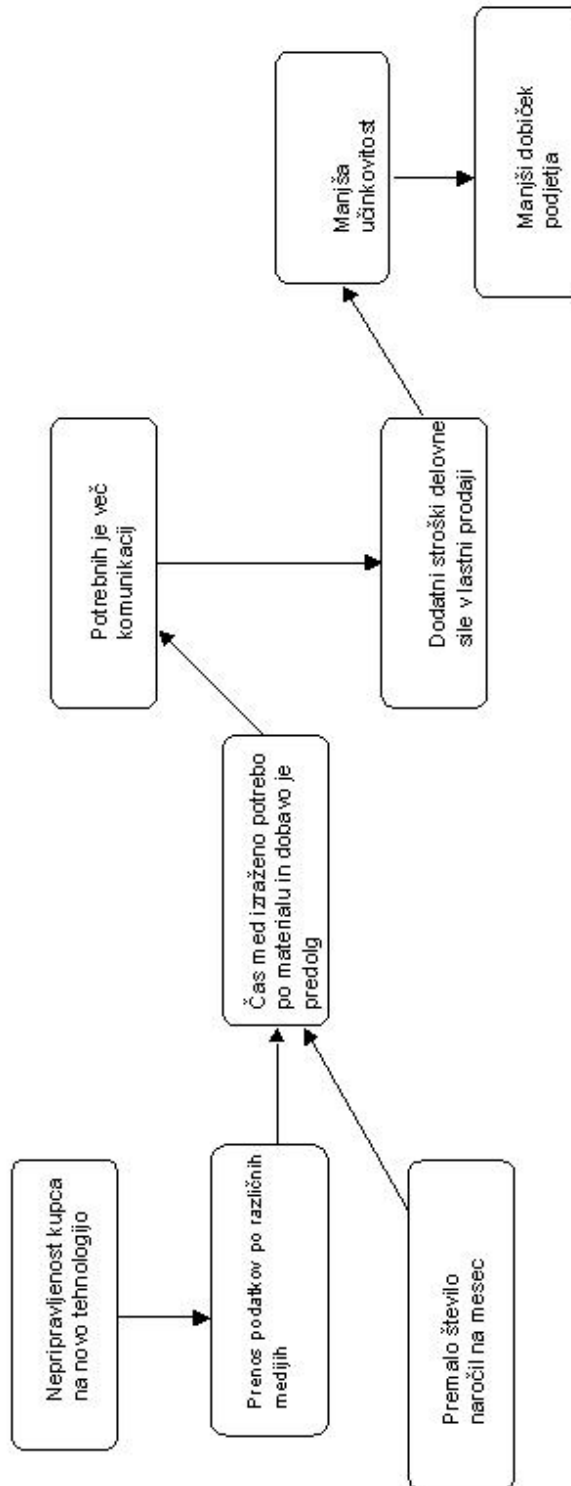 Nepripravljenost kupca
na novo tehnologijo
Prenos podatkov po različnih
medijih
Premalo število
naročil na mesec
Čas med izraženo potrebo
po materialu in dobavo je
predolg
Potrebnih je več
komunikacij
Dodatni stroški delovne
sile v lastni prodaji
Manjša
učinkovitost
Manjši dobiček
podjetja